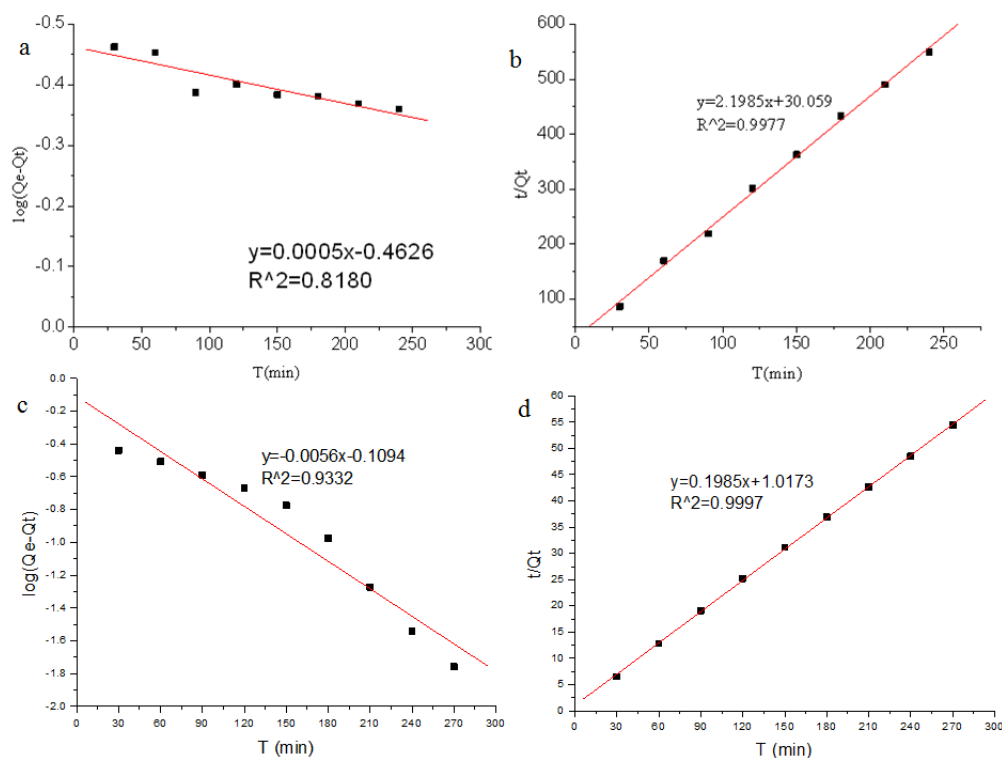 a
-0.5
-0.4
-0.3
-0.2
-0.1
0.0
log(Qe-Qt)
y=0.0005x-0.4626
R^2=0.8180
0 50 100 150 200 250 300
T(min)
b
600
500
400
300
200
100
t/Qt
y=2.1985x+30.059
R^2=0.9977
0 50 100 150 200 250
T(min)
c
0.0
-0.2
-0.4
-0.6
-0.8
-1.0
-1.2
-1.4
-1.6
-1.8
-2.0
log(Qe-Qt)
y=-0.0056x-0.1094
R^2=0.9332
0 30 60 90 120 150 180 210 240 270 300
T (min)
d
60
55
50
45
40
35
30
25
20
15
10
5
0
t/Qt
y=0.1985x+1.0173
R^2=0.9997
0 30 60 90 120 150 180 210 240 270 300
T (min)